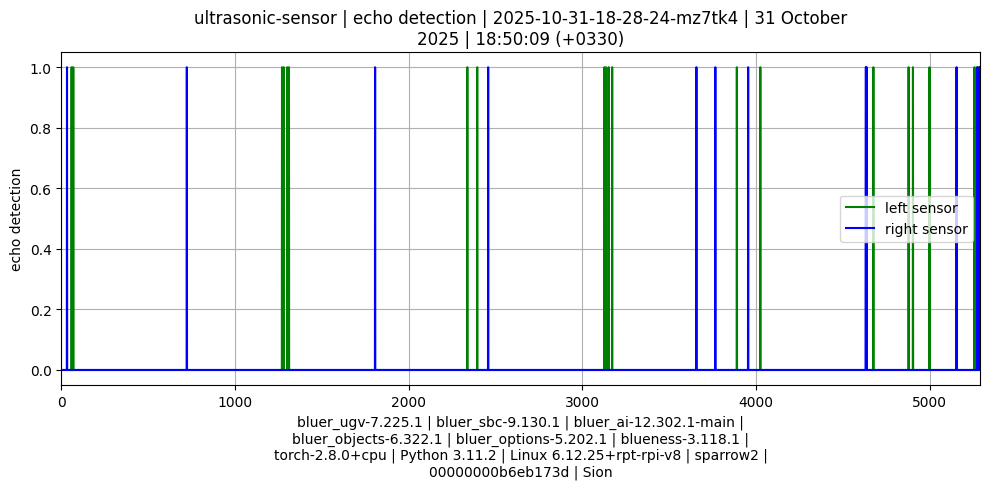 ultrasonic-sensor | echo detection | 2025-10-31-18-28-24-mz7tk4 | 31 October
2025 | 18:50:09 (+0330)
1.0
0.8
0.6
0.4
0.2
0.0
echo detection
left sensor
right sensor
0 1000 2000 3000 4000 5000
bluer_ugv-7.225.1 | bluer_sbc-9.130.1 | bluer_ai-12.302.1-main |
bluer_objects-6.322.1 | bluer_options-5.202.1 | blueness-3.118.1 |
torch-2.8.0+cpu | Python 3.11.2 | Linux 6.12.25+rpt-rpi-v8 | sparrow2 |
00000000b6eb173d | Sion